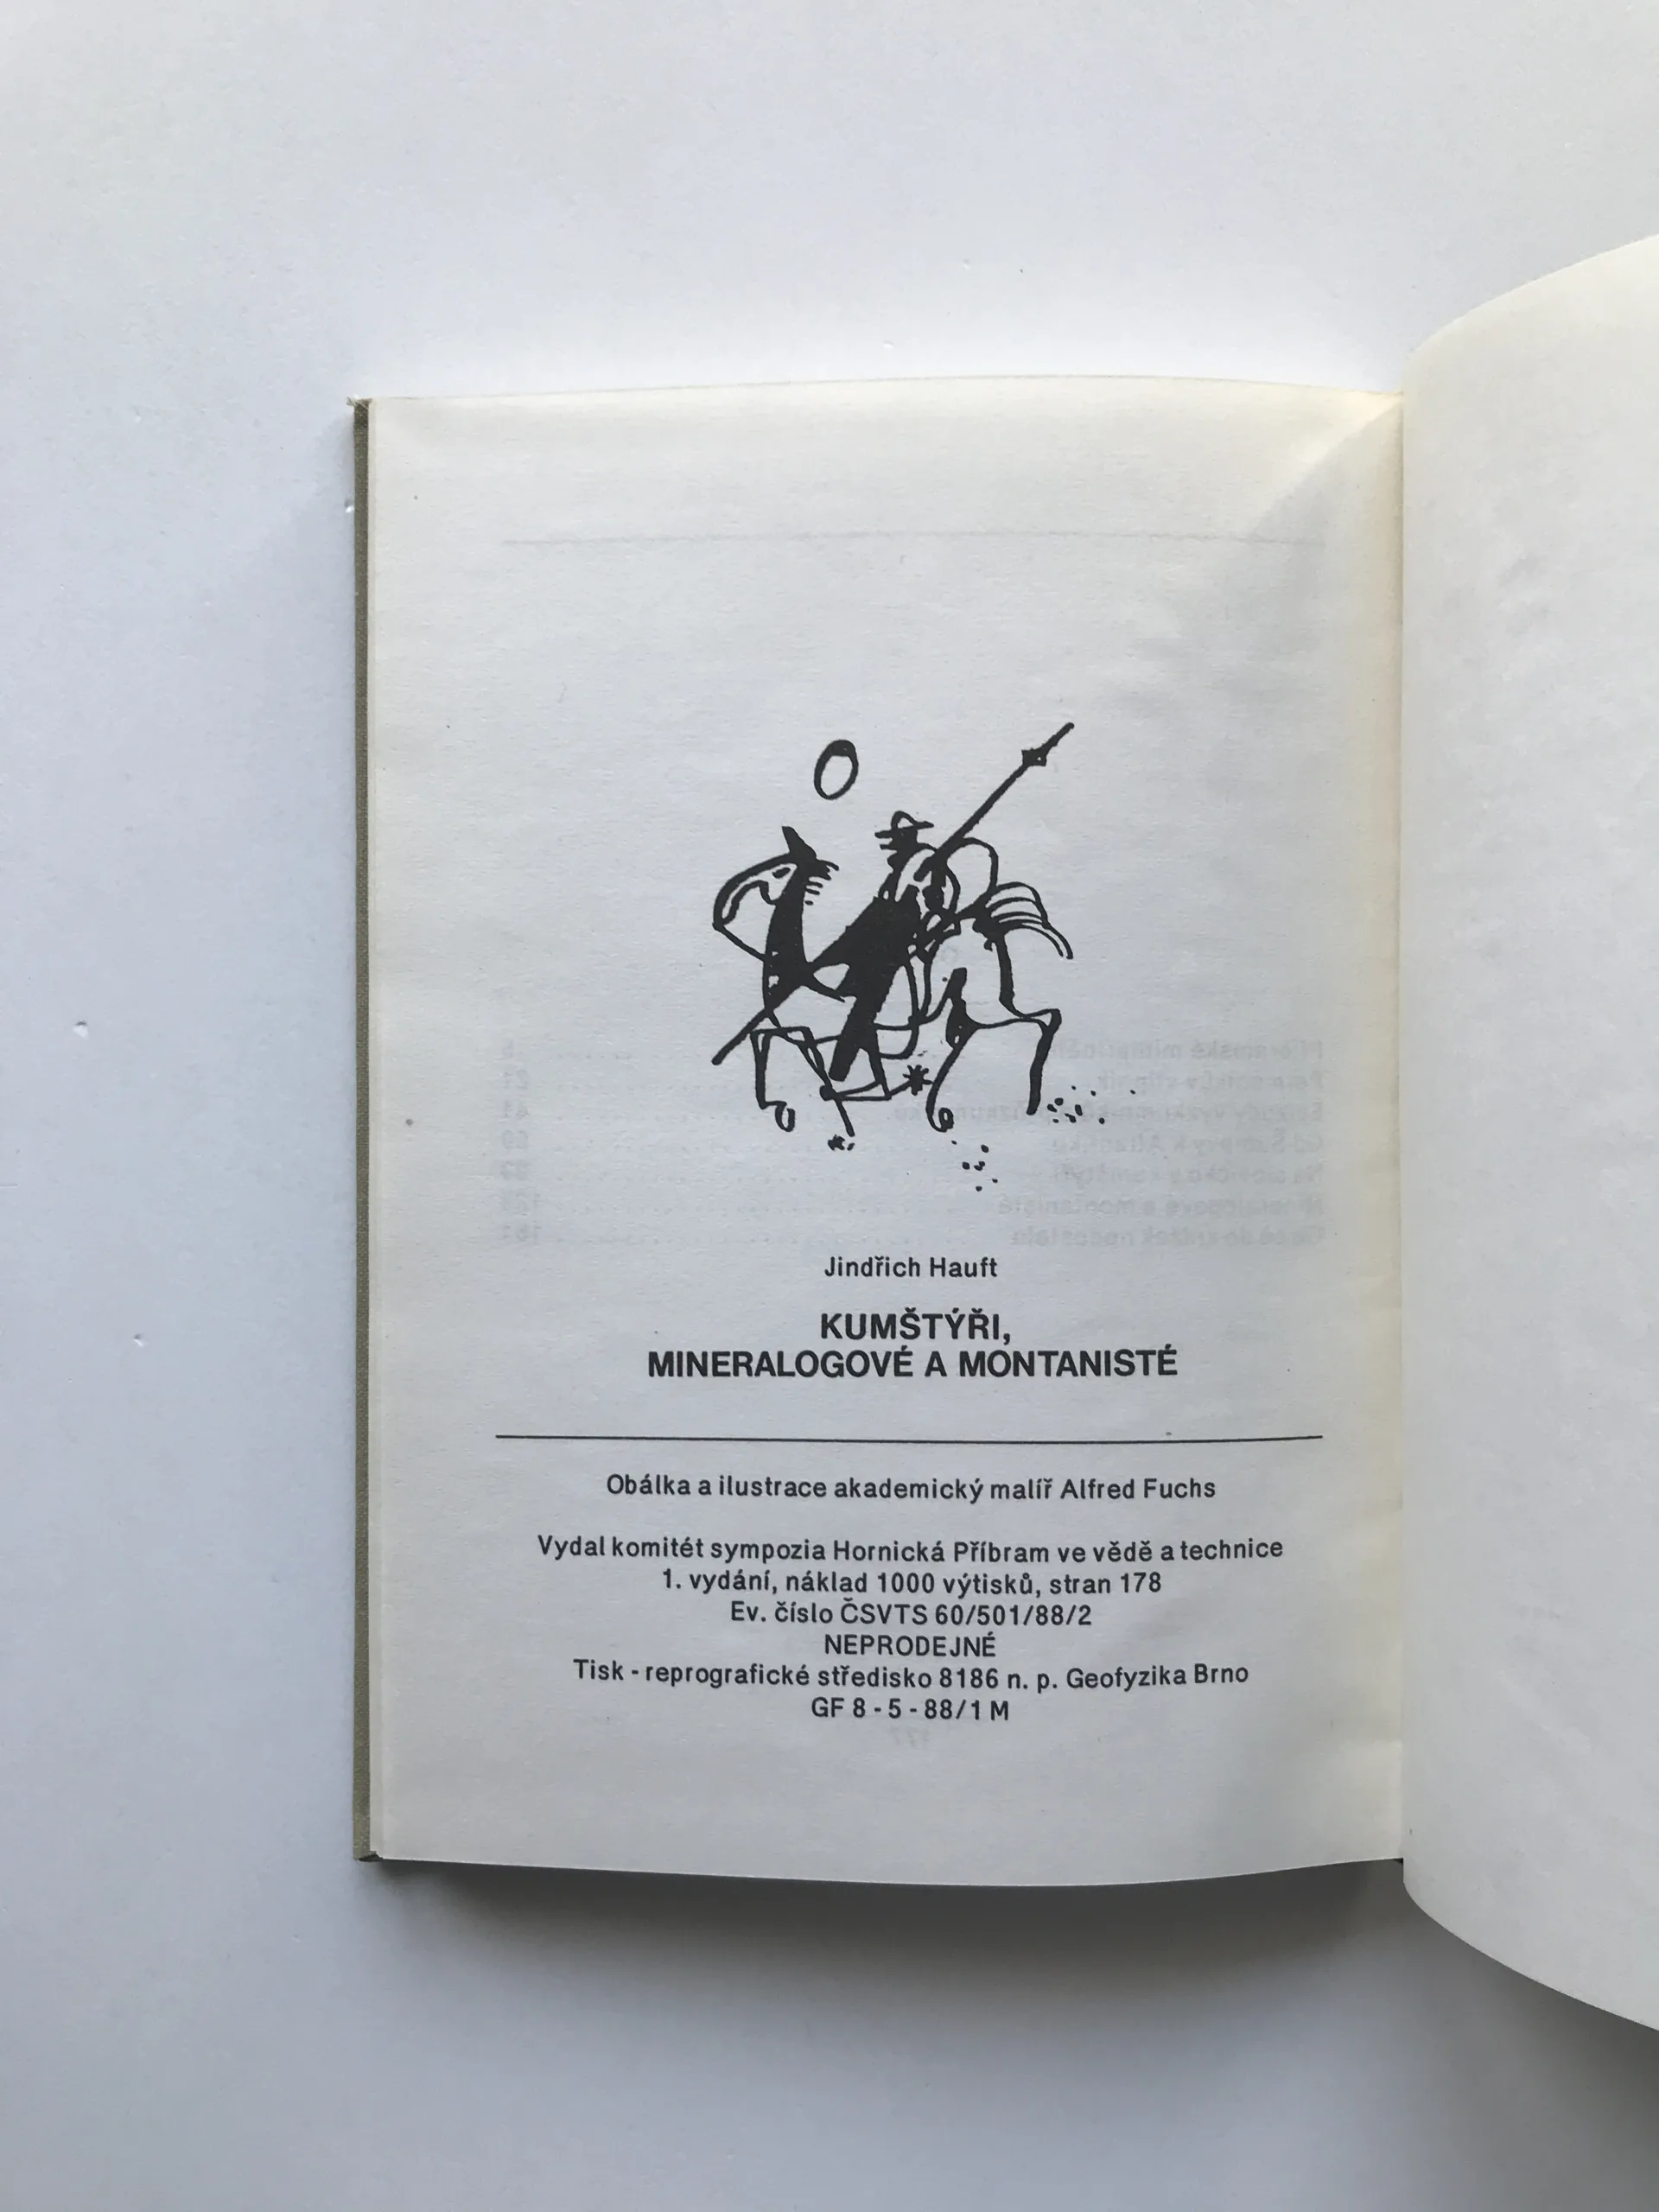 Jindřich Hauft
KUMŠTÝŘI,
MINERALOGOVÉ A MONTANISTÉ
Obálka a ilustrace akademický malíř Alfred Fuchs
Vydal komitét sympozia Hornická Příbram ve vědě a technice
1. vydání, náklad 1000 výtisků, stran 178
Ev. číslo ČSVTS 60/501/88/2
NEPRODEJNÉ
Tisk - reprografické středisko 8186 n. p. Geofyzika Brno
GF 8 - 5 - 88/1 M